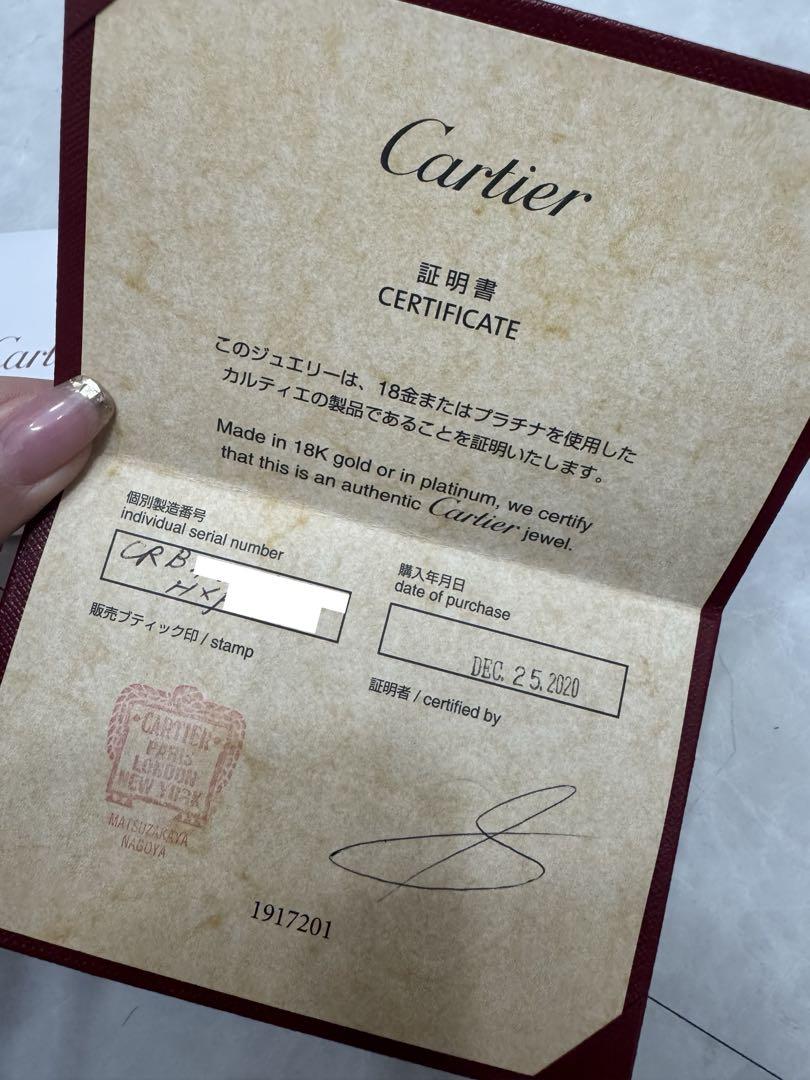 Cartier
証明書
CERTIFICATE
このジュエリーは、18金またはプラチナを使用した
カルティエの製品であることを証明いたします。
Made in 18K gold or in platinum, we certify
that this is an authentic Cartier jewel.
個別製造番号
individual serial number
CRB
購入年月日
date of purchase
DEC. 25. 2020
販売ブティック印 / stamp
証明者 / certified by
CARTIER
PARIS
LONDON
NEW YORK
MATSUZAKAYA
NAGOYA
1917201
Cart